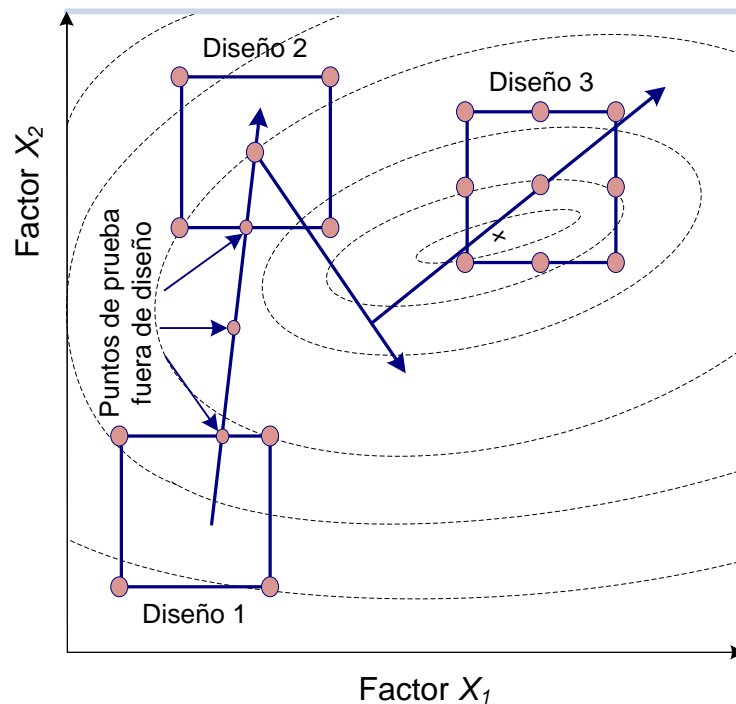 Diseño 2
Diseño 3
Factor X2
Puntos de prueba
fuera de diseño
x
Diseño 1
Factor X1